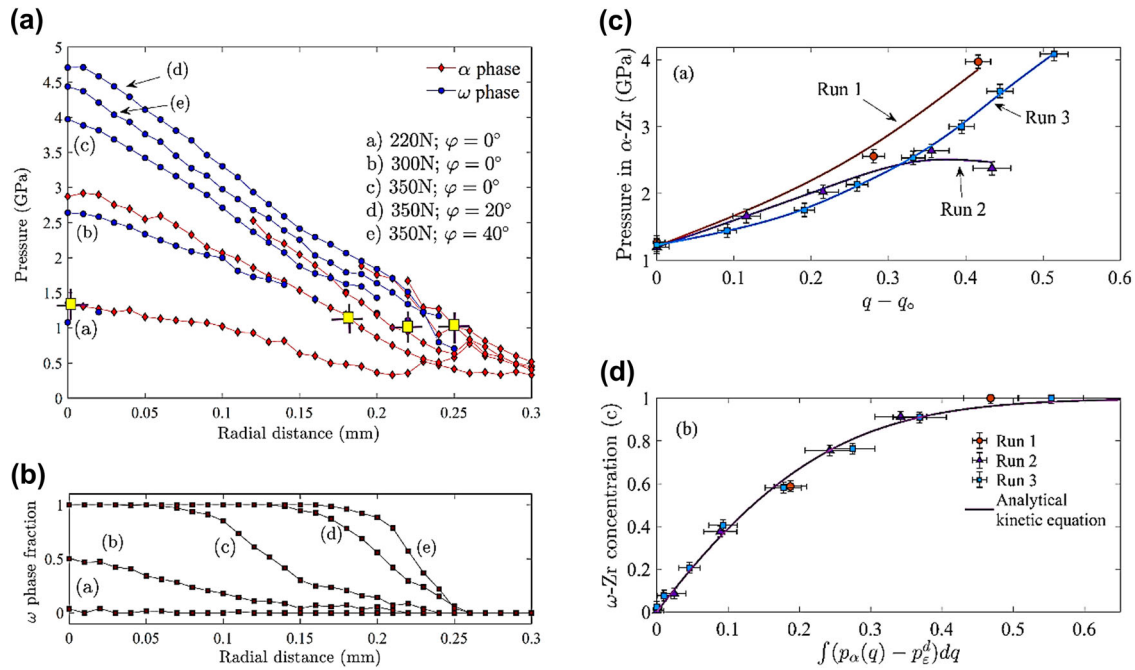 (a)
Pressure (GPa)
5
4.5
4
3.5
3
2.5
2
1.5
1
0.5
0
(d)
(e)
(c)
(b)
(a)
α phase
ω phase
a) 220N; φ = 0°
b) 300N; φ = 0°
c) 350N; φ = 0°
d) 350N; φ = 20°
e) 350N; φ = 40°
0 0.05 0.1 0.15 0.2 0.25 0.3
Radial distance (mm)
(b)
ω phase fraction
1
0.5
0
(b)
(a)
(c)
(d)
(e)
0 0.05 0.1 0.15 0.2 0.25 0.3
Radial distance (mm)
(c)
Pressure in α-Zr (GPa)
4
3
2
1
(a)
Run 1
Run 3
Run 2
0 0.1 0.2 0.3 0.4 0.5 0.6
q − q₀
(d)
ω-Zr concentration (c)
1
0.8
0.6
0.4
0.2
0
(b)
Run 1
Run 2
Run 3
Analytical
kinetic equation
0 0.1 0.2 0.3 0.4 0.5 0.6
∫(pα(q) − pᵈε)dq